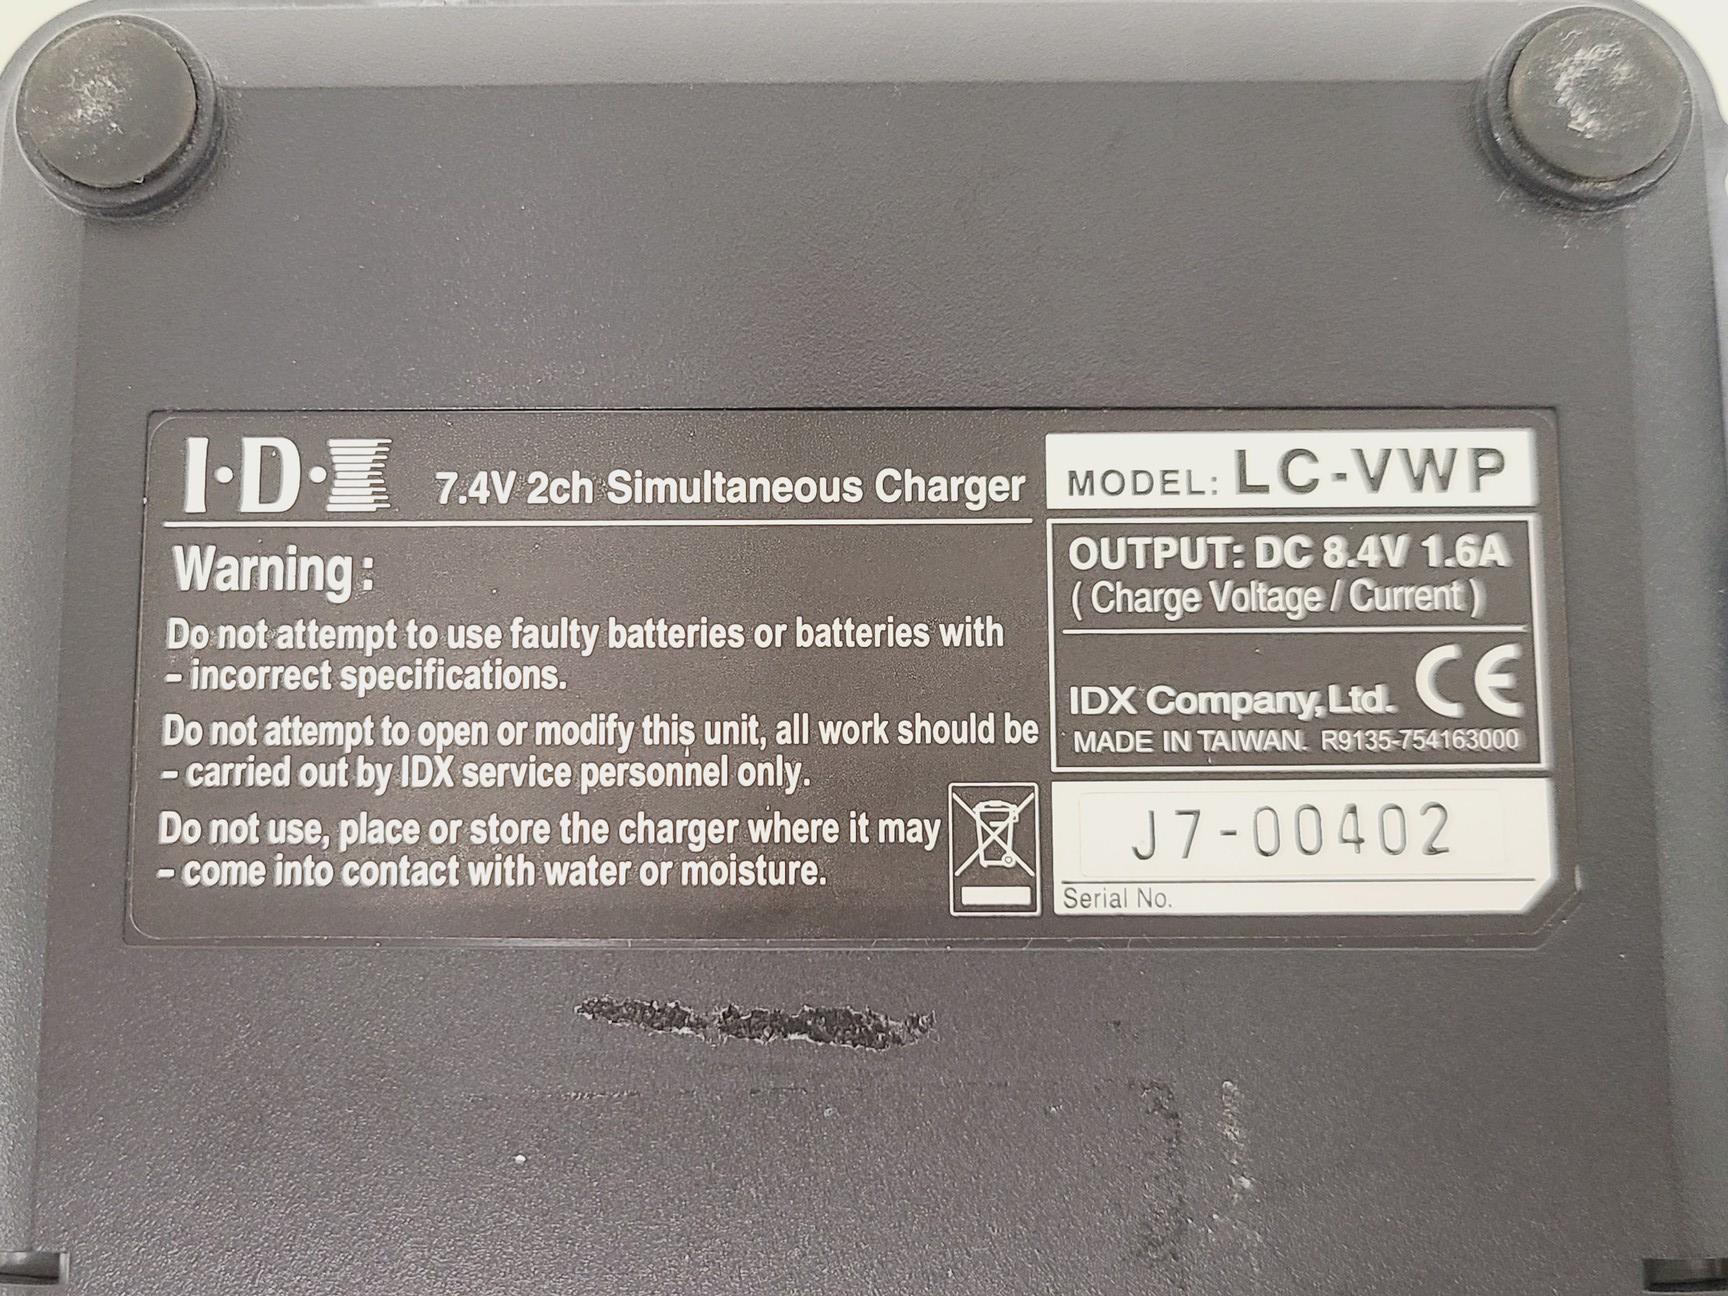 I·D·X
7.4V 2ch Simultaneous Charger
Warning:
Do not attempt to use faulty batteries or batteries with
- incorrect specifications.
Do not attempt to open or modify this unit, all work should be
- carried out by IDX service personnel only.
Do not use, place or store the charger where it may
- come into contact with water or moisture.
MODEL: LC-VWP
OUTPUT: DC 8.4V 1.6A
( Charge Voltage / Current )
IDX Company,Ltd. CE
MADE IN TAIWAN. R9135-754163000
J7-00402
Serial No.